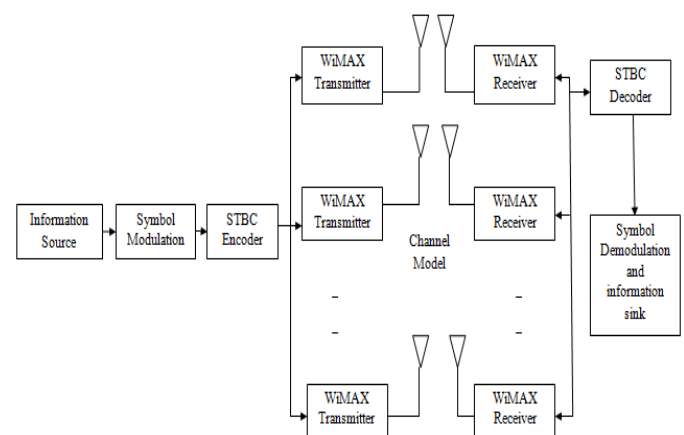 WiMAX
Transmitter
WiMAX
Receiver
STBC
Decoder
Information
Source
Symbol
Modulation
STBC
Encoder
WiMAX
Transmitter
Channel
Model
WiMAX
Receiver
Symbol
Demodulation
and
information
sink
WiMAX
Transmitter
WiMAX
Receiver